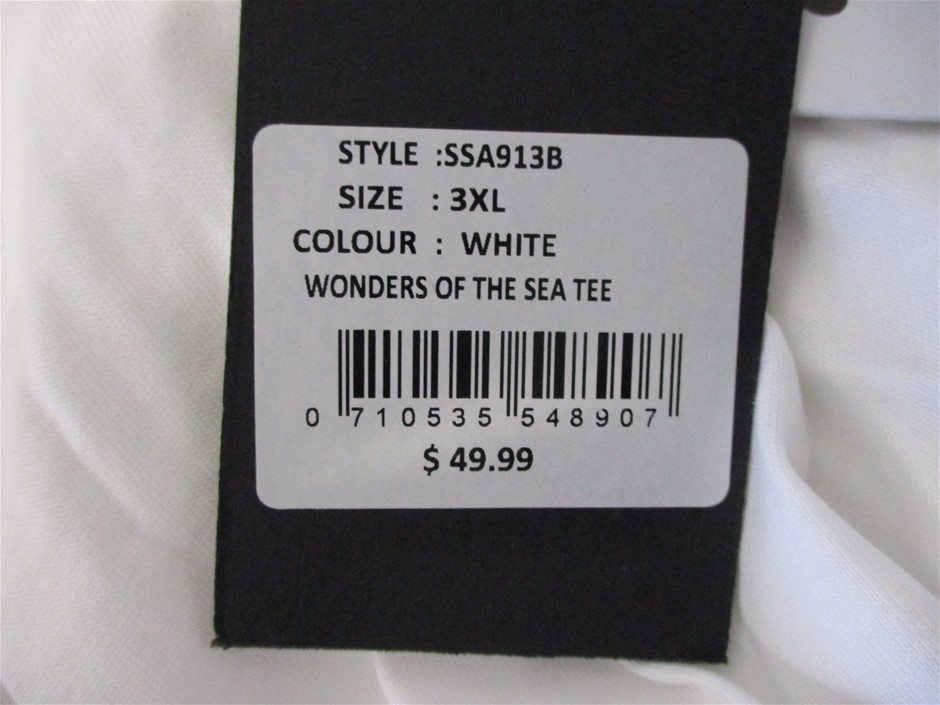 STYLE :SSA913B
SIZE : 3XL
COLOUR : WHITE
WONDERS OF THE SEA TEE
0 710535 548907
$ 49.99